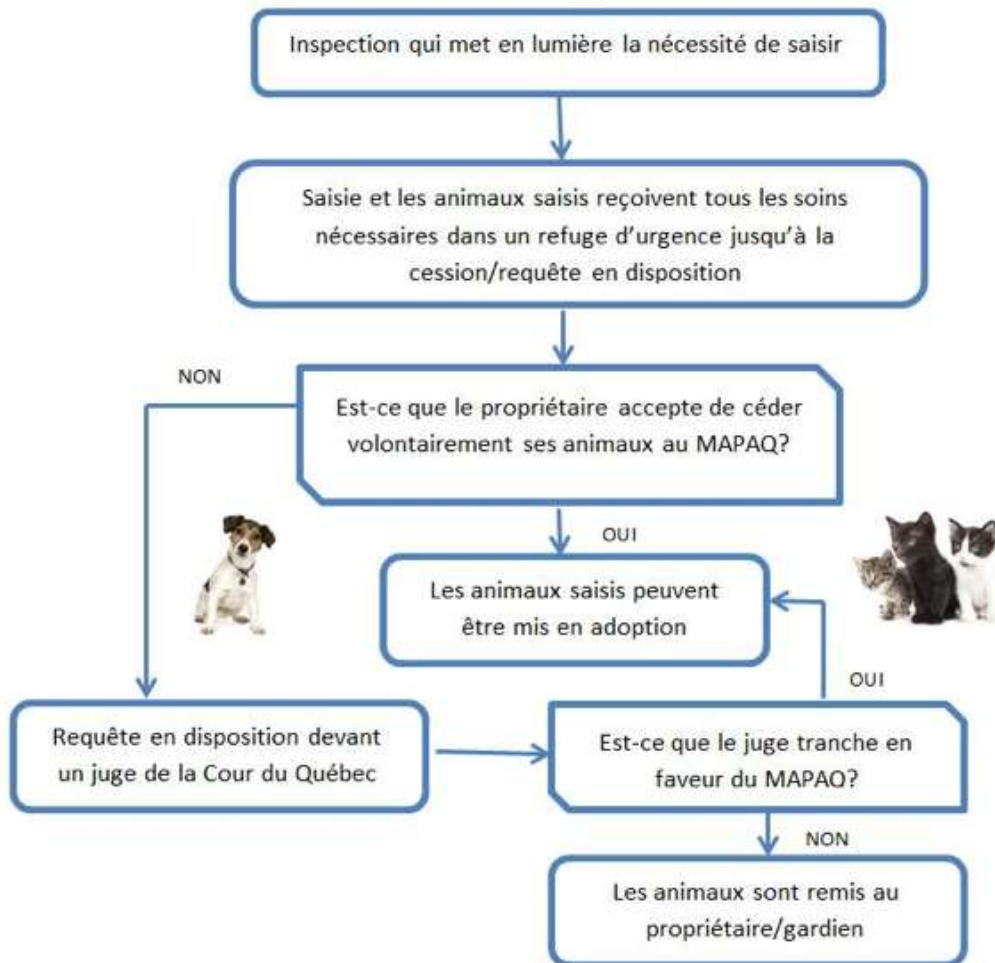 Inspection qui met en lumière la nécessité de saisir
Saisie et les animaux saisis reçoivent tous les soins
nécessaires dans un refuge d'urgence jusqu'à la
cession/requête en disposition
NON
Est-ce que le propriétaire accepte de céder
volontairement ses animaux au MAPAQ?
OUI
Les animaux saisis peuvent
être mis en adoption
OUI
Requête en disposition devant
un juge de la Cour du Québec
Est-ce que le juge tranche en
faveur du MAPAQ?
NON
Les animaux sont remis au
propriétaire/gardien